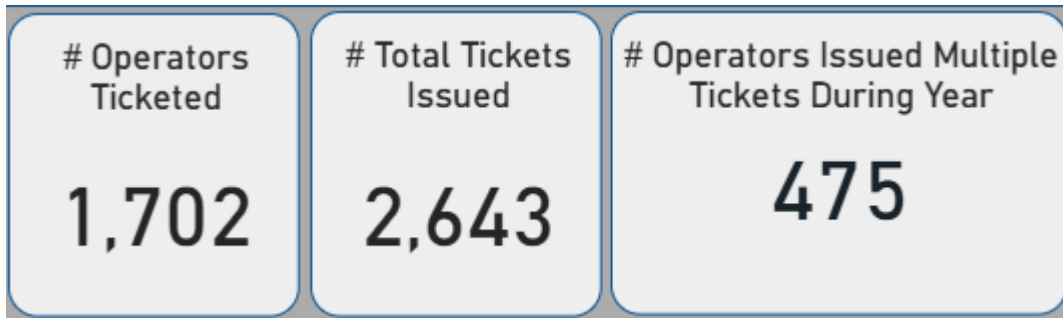 # Operators
Ticketed
1,702
# Total Tickets
Issued
2,643
# Operators Issued Multiple
Tickets During Year
475